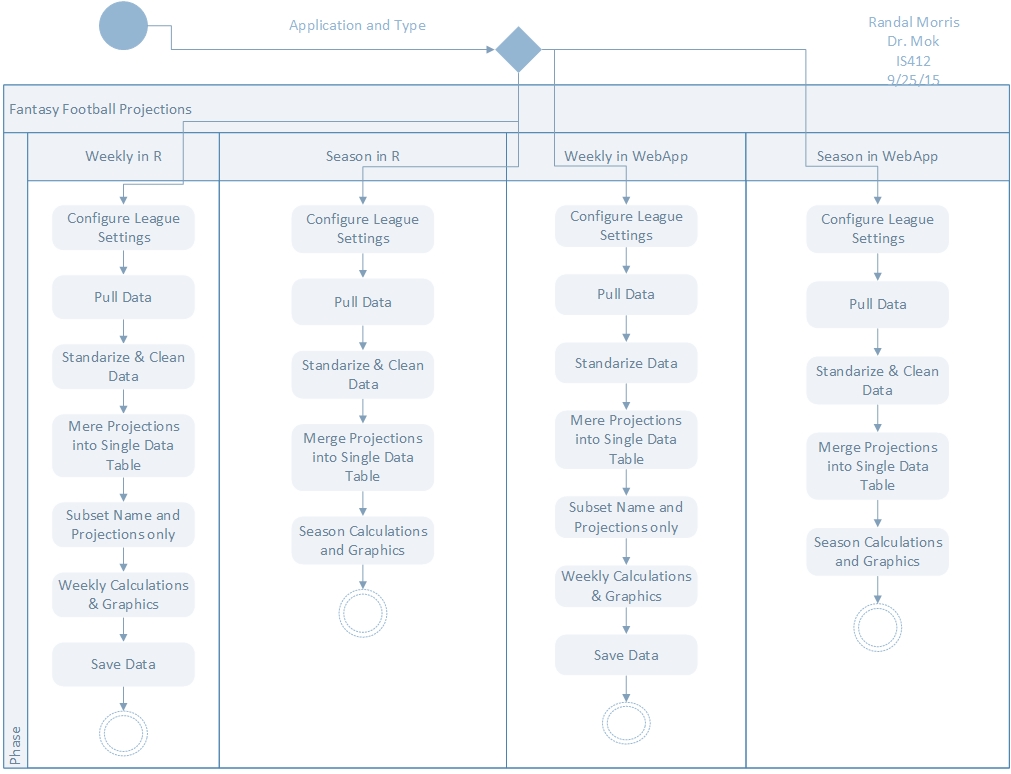 Application and Type
Randal Morris
Dr. Mok
IS412
9/25/15
Fantasy Football Projections
Phase
Weekly in R
Configure League
Settings
Pull Data
Standarize & Clean
Data
Mere Projections
into Single Data
Table
Subset Name and
Projections only
Weekly Calculations
& Graphics
Save Data
Season in R
Configure League
Settings
Pull Data
Standarize & Clean
Data
Merge Projections
into Single Data
Table
Season Calculations
and Graphics
Weekly in WebApp
Configure League
Settings
Pull Data
Standarize Data
Mere Projections
into Single Data
Table
Subset Name and
Projections only
Weekly Calculations
& Graphics
Save Data
Season in WebApp
Configure League
Settings
Pull Data
Standarize & Clean
Data
Merge Projections
into Single Data
Table
Season Calculations
and Graphics